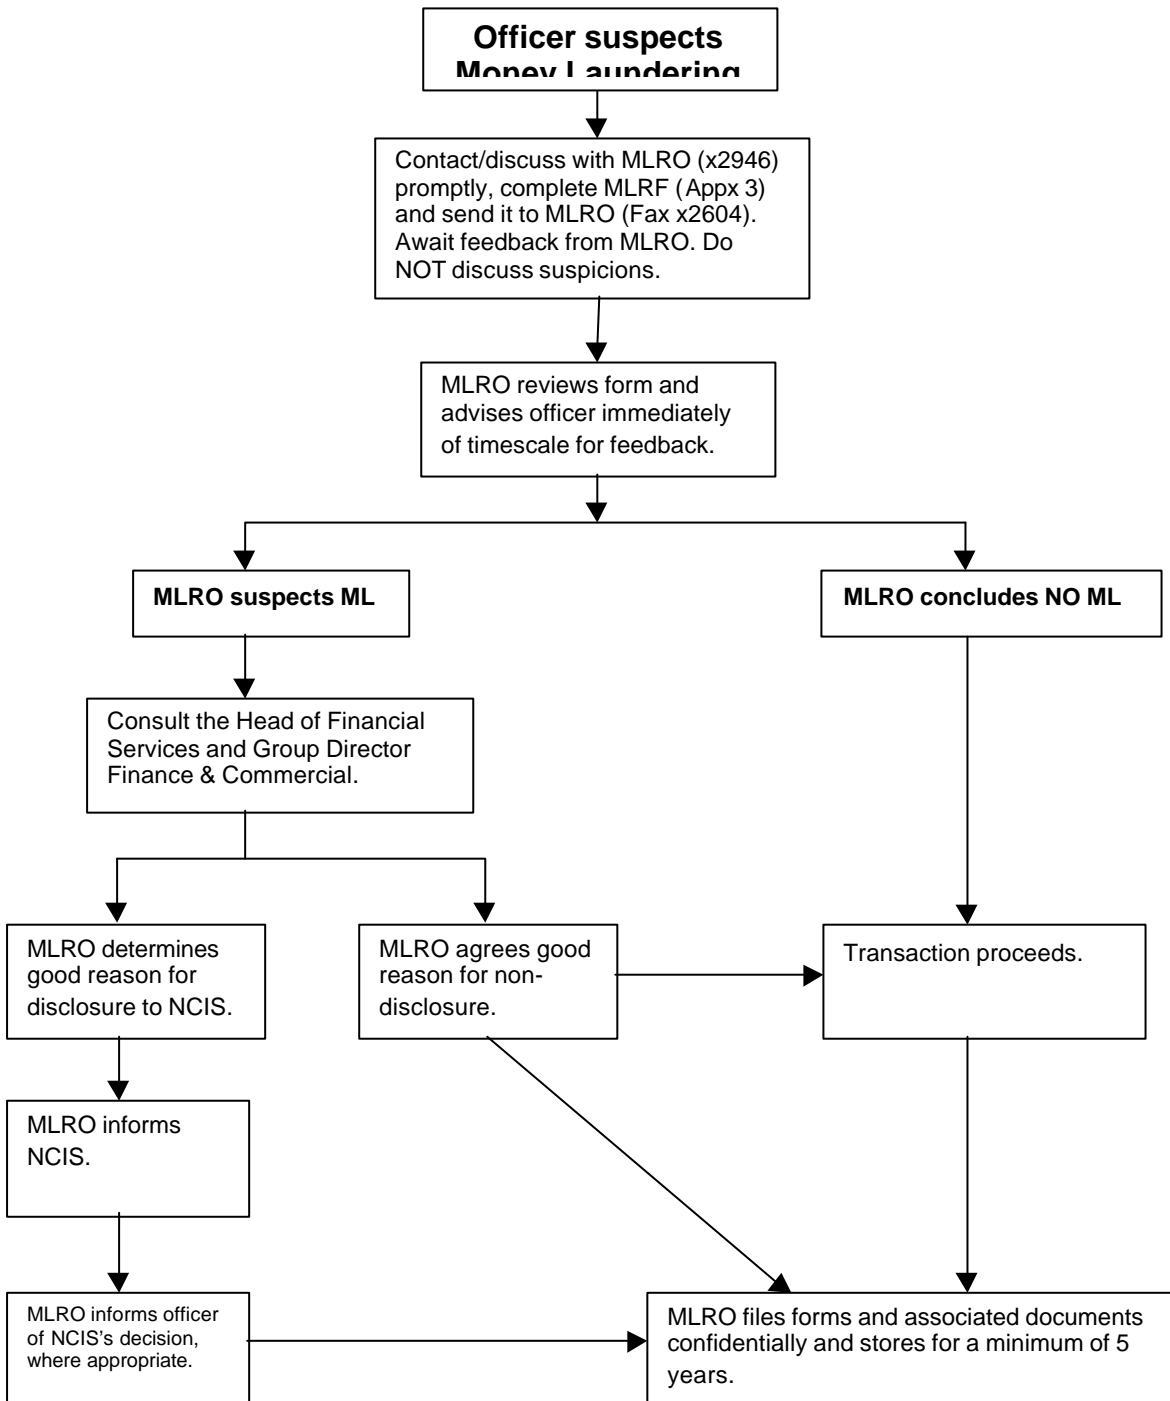 Officer suspects
Money Laundering
Contact/discuss with MLRO (x2946)
promptly, complete MLRF (Appx 3)
and send it to MLRO (Fax x2604).
Await feedback from MLRO. Do
NOT discuss suspicions.
MLRO reviews form and
advises officer immediately
of timescale for feedback.
MLRO suspects ML
MLRO concludes NO ML
Consult the Head of Financial
Services and Group Director
Finance & Commercial.
MLRO determines
good reason for
disclosure to NCIS.
MLRO agrees good
reason for non-
disclosure.
Transaction proceeds.
MLRO informs
NCIS.
MLRO informs officer
of NCIS's decision,
where appropriate.
MLRO files forms and associated documents
confidentially and stores for a minimum of 5
years.